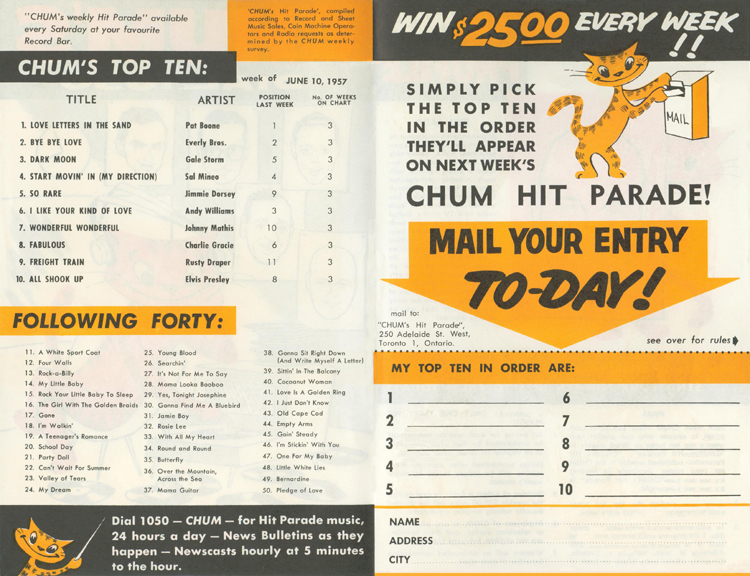 "CHUM's weekly Hit Parade" available
every Saturday at your favourite
Record Bar.
'CHUM's Hit Parade', compiled
according to Record and Sheet
Music Sales, Coin Machine Opera-
tors and Radio requests as deter-
mined by the CHUM weekly
survey.
CHUM'S TOP TEN:
week of JUNE 10, 1957
TITLE ARTIST POSITION LAST WEEK No. OF WEEKS ON CHART
1. LOVE LETTERS IN THE SAND Pat Boone 1 3
2. BYE BYE LOVE Everly Bros. 2 3
3. DARK MOON Gale Storm 5 3
4. START MOVIN' IN (MY DIRECTION) Sal Mineo 4 3
5. SO RARE Jimmie Dorsey 9 3
6. I LIKE YOUR KIND OF LOVE Andy Williams 3 3
7. WONDERFUL WONDERFUL Johnny Mathis 10 3
8. FABULOUS Charlie Gracie 6 3
9. FREIGHT TRAIN Rusty Draper 11 3
10. ALL SHOOK UP Elvis Presley 8 3
FOLLOWING FORTY:
11. A White Sport Coat
12. Four Walls
13. Rock-a-Billy
14. My Little Baby
15. Rock Your Little Baby To Sleep
16. The Girl With The Golden Braids
17. Gone
18. I'm Walkin'
19. A Teenager's Romance
20. School Day
21. Party Doll
22. Can't Wait For Summer
23. Valley of Tears
24. My Dream
25. Young Blood
26. Searchin'
27. It's Not For Me To Say
28. Mama Looka Booboo
29. Yes, Tonight Josephine
30. Gonna Find Me A Bluebird
31. Jamie Boy
32. Rosie Lee
33. With All My Heart
34. Round and Round
35. Butterfly
36. Over the Mountain,
Across the Sea
37. Mama Guitar
38. Gonna Sit Right Down
(And Write Myself A Letter)
39. Sittin' In The Balcony
40. Cocoanut Woman
41. Love Is A Golden Ring
42. I Just Don't Know
43. Old Cape Cod
44. Empty Arms
45. Goin' Steady
46. I'm Stickin' With You
47. One For My Baby
48. Little White Lies
49. Bernardine
50. Pledge of Love
Dial 1050 — CHUM — for Hit Parade music,
24 hours a day — News Bulletins as they
happen — Newscasts hourly at 5 minutes
to the hour.
WIN $2500 EVERY WEEK
!!
SIMPLY PICK
THE TOP TEN
IN THE ORDER
THEY'LL APPEAR
ON NEXT WEEK'S
MAIL
CHUM HIT PARADE!
MAIL YOUR ENTRY
TO-DAY!
mail to:
"CHUM's Hit Parade",
250 Adelaide St. West,
Toronto 1, Ontario.
see over for rules
MY TOP TEN IN ORDER ARE:
1 6
2 7
3 8
4 9
5 10
NAME
ADDRESS
CITY